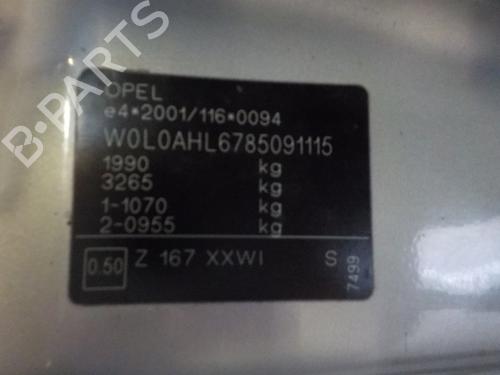 OPEL
e4*2001/116*0094
W0L0AHL6785091115
1990 kg
3265 kg
1-1070 kg
2-0955 kg
0.50 Z 167 XXWI S
7499
B-PARTS